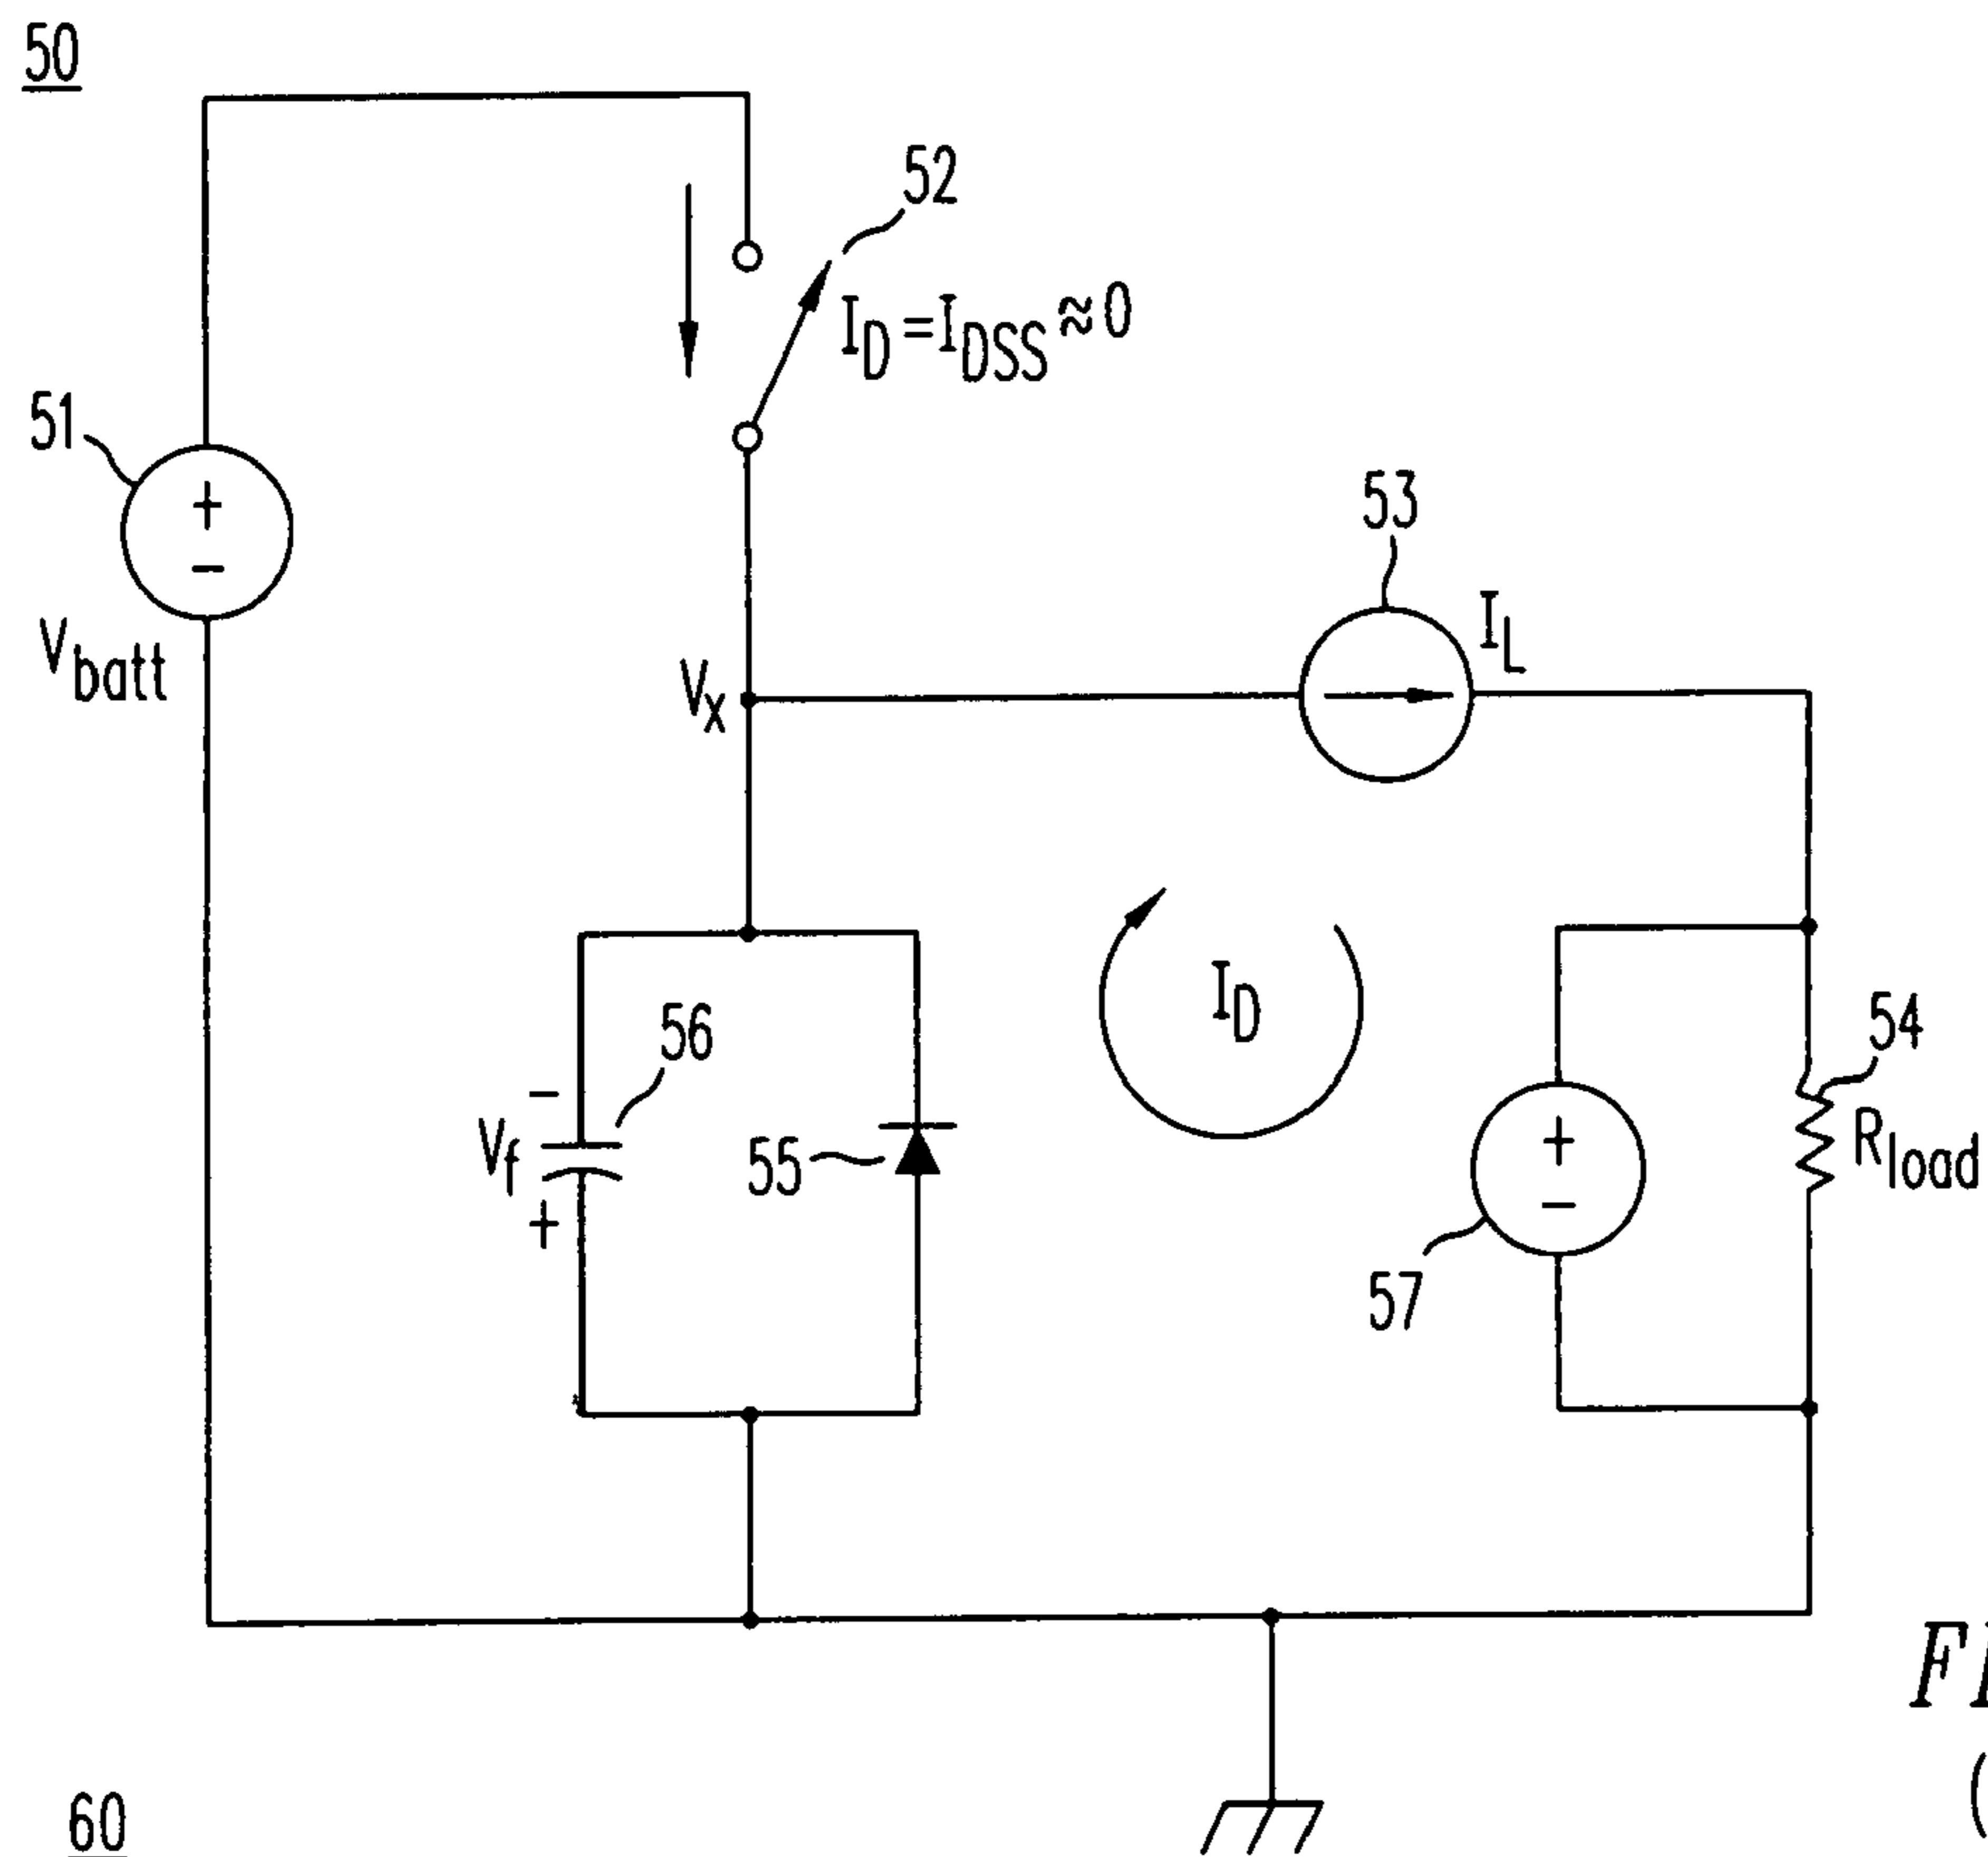 50
52
I_D = I_DSS ≈ 0
51
+
−
V_batt
53
I_L
V_x
56
−
V_f
+
55
I_D
54
R_load
+
−
57
60